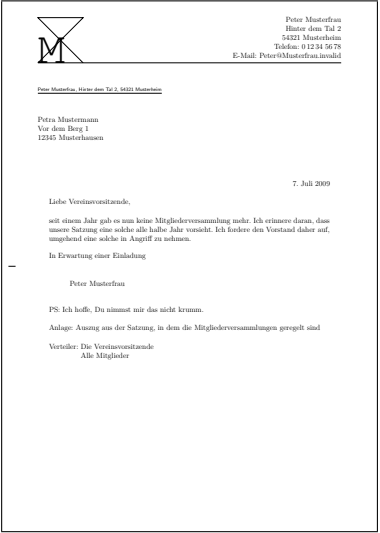 M
Peter Musterfrau
Hinter dem Tal 2
54321 Musterheim
Telefon: 0 12 34 56 78
E-Mail: Peter@Musterfrau.invalid
Peter Musterfrau, Hinter dem Tal 2, 54321 Musterheim
Petra Mustermann
Vor dem Berg 1
12345 Musterhausen
7. Juli 2009
Liebe Vereinsvorsitzende,
seit einem Jahr gab es nun keine Mitgliederversammlung mehr. Ich erinnere daran, dass
unsere Satzung eine solche alle halbe Jahr vorsieht. Ich fordere den Vorstand daher auf,
umgehend eine solche in Angriff zu nehmen.
In Erwartung einer Einladung
Peter Musterfrau
PS: Ich hoffe, Du nimmst mir das nicht krumm.
Anlage: Auszug aus der Satzung, in dem die Mitgliederversammlungen geregelt sind
Verteiler: Die Vereinsvorsitzende
Alle Mitglieder